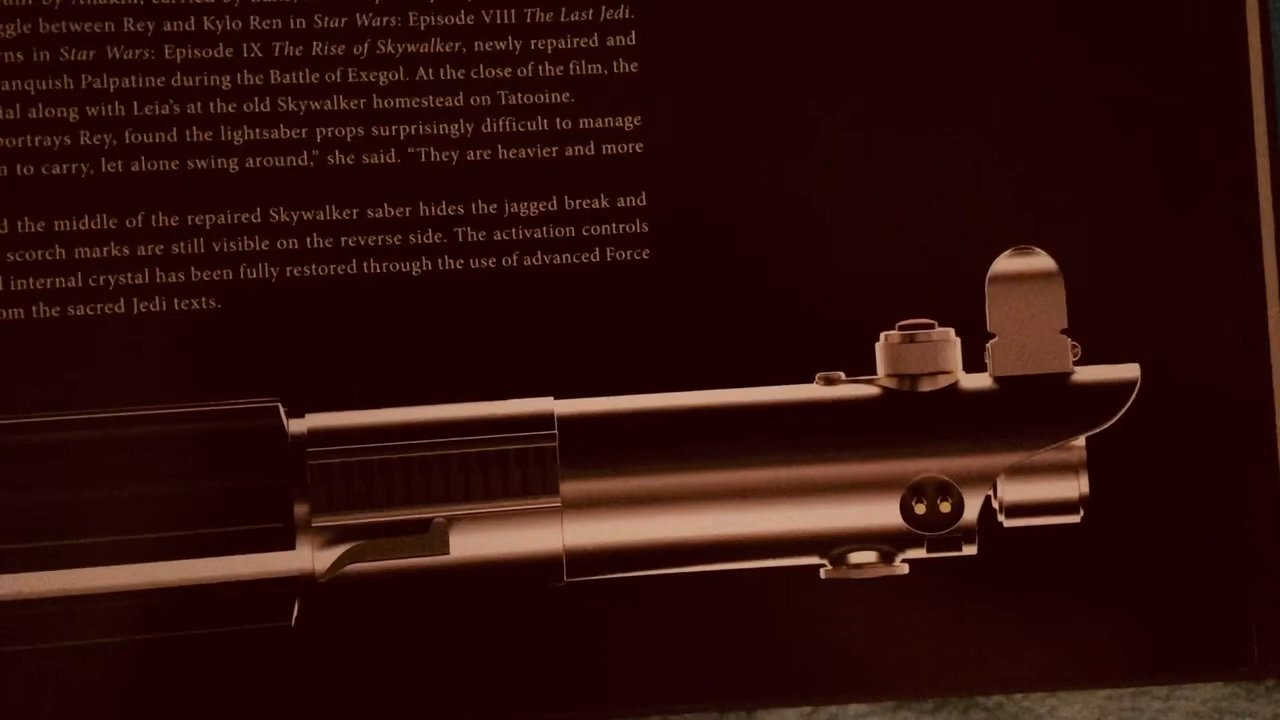 by Anakin, carried by
between Rey and Kylo Ren in Star Wars: Episode VIII The Last Jedi.
in Star Wars: Episode IX The Rise of Skywalker, newly repaired and
anquish Palpatine during the Battle of Exegol. At the close of the film, the
ial along with Leia's at the old Skywalker homestead on Tatooine.
portrays Rey, found the lightsaber props surprisingly difficult to manage
n to carry, let alone swing around,” she said. “They are heavier and more
d the middle of the repaired Skywalker saber hides the jagged break and
scorch marks are still visible on the reverse side. The activation controls
internal crystal has been fully restored through the use of advanced Force
om the sacred Jedi texts.